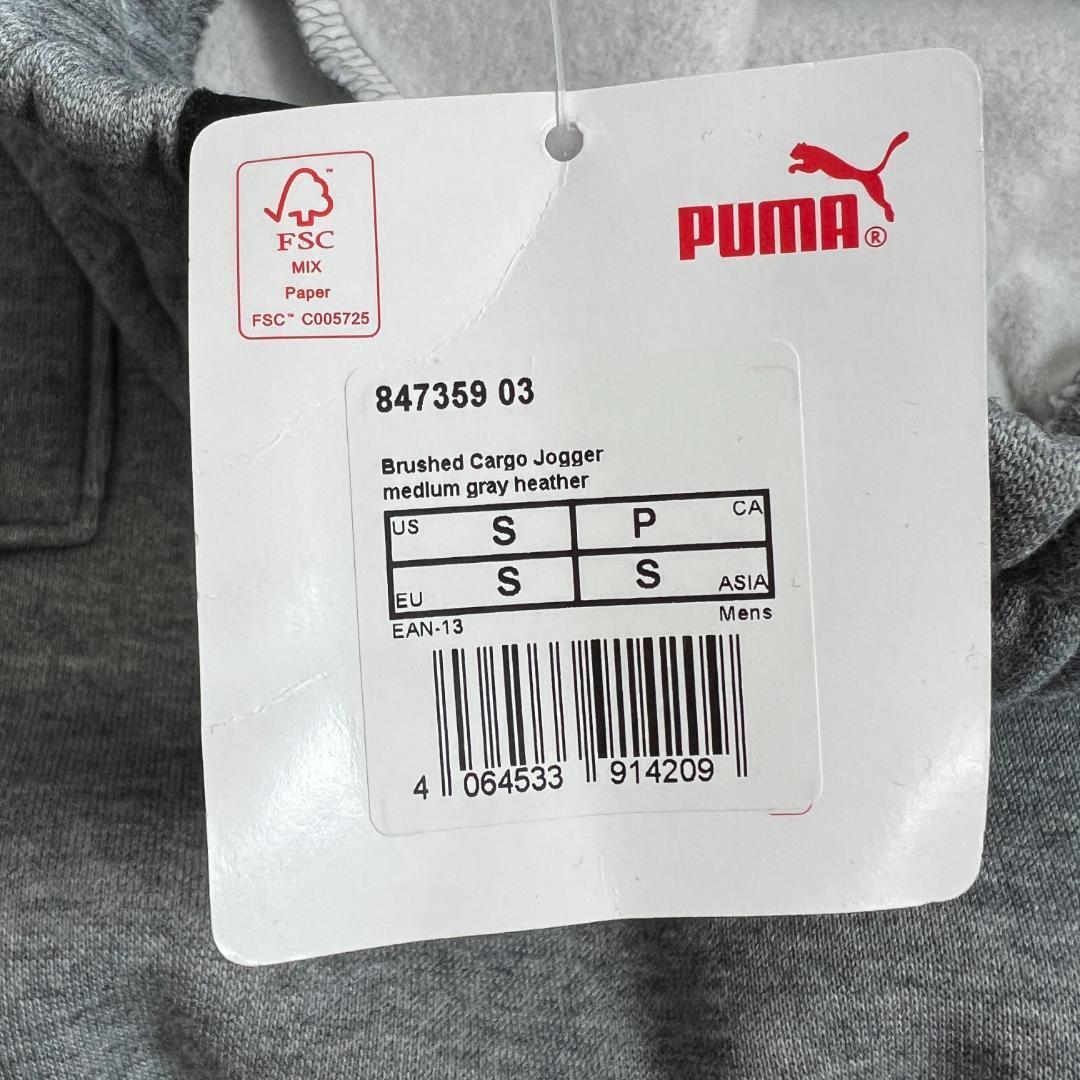 FSC™
MIX
Paper
FSC™ C005725
PUMA®
847359 03
Brushed Cargo Jogger
medium gray heather
US S P CA
EU S S ASIA
EAN-13 Mens
4 064533 914209